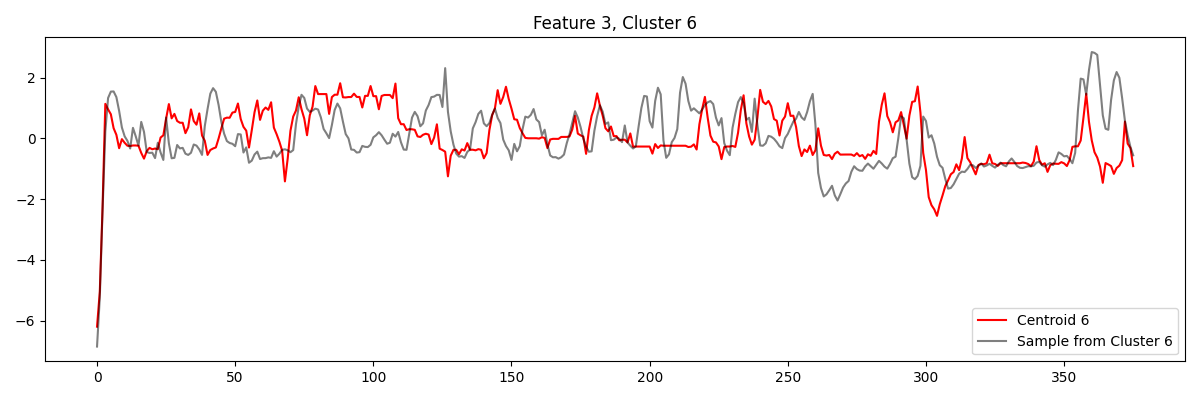 Feature 3, Cluster 6
2
0
−2
−4
−6
0 50 100 150 200 250 300 350
Centroid 6
Sample from Cluster 6